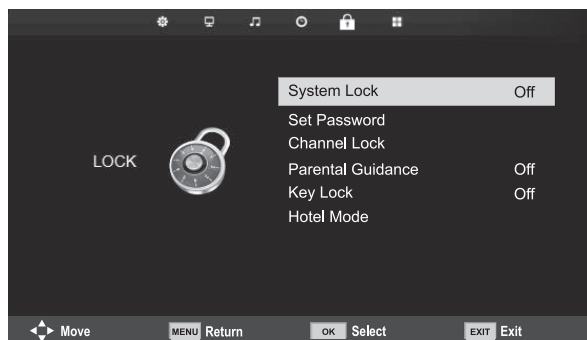 LOCK
System Lock Off
Set Password
Channel Lock
Parental Guidance Off
Key Lock Off
Hotel Mode
Move MENU Return OK Select EXIT Exit